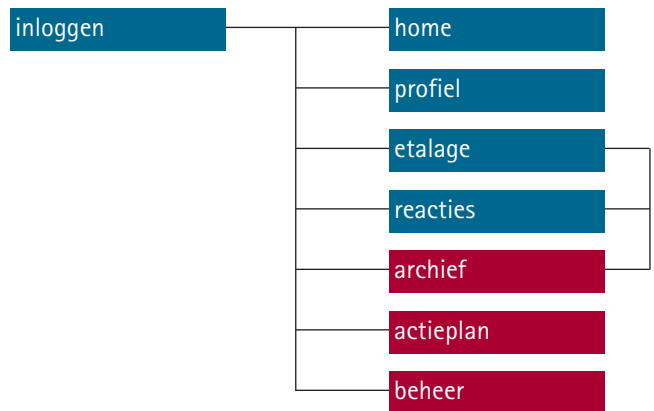 inloggen
home
profiel
etalage
reacties
archief
actieplan
beheer